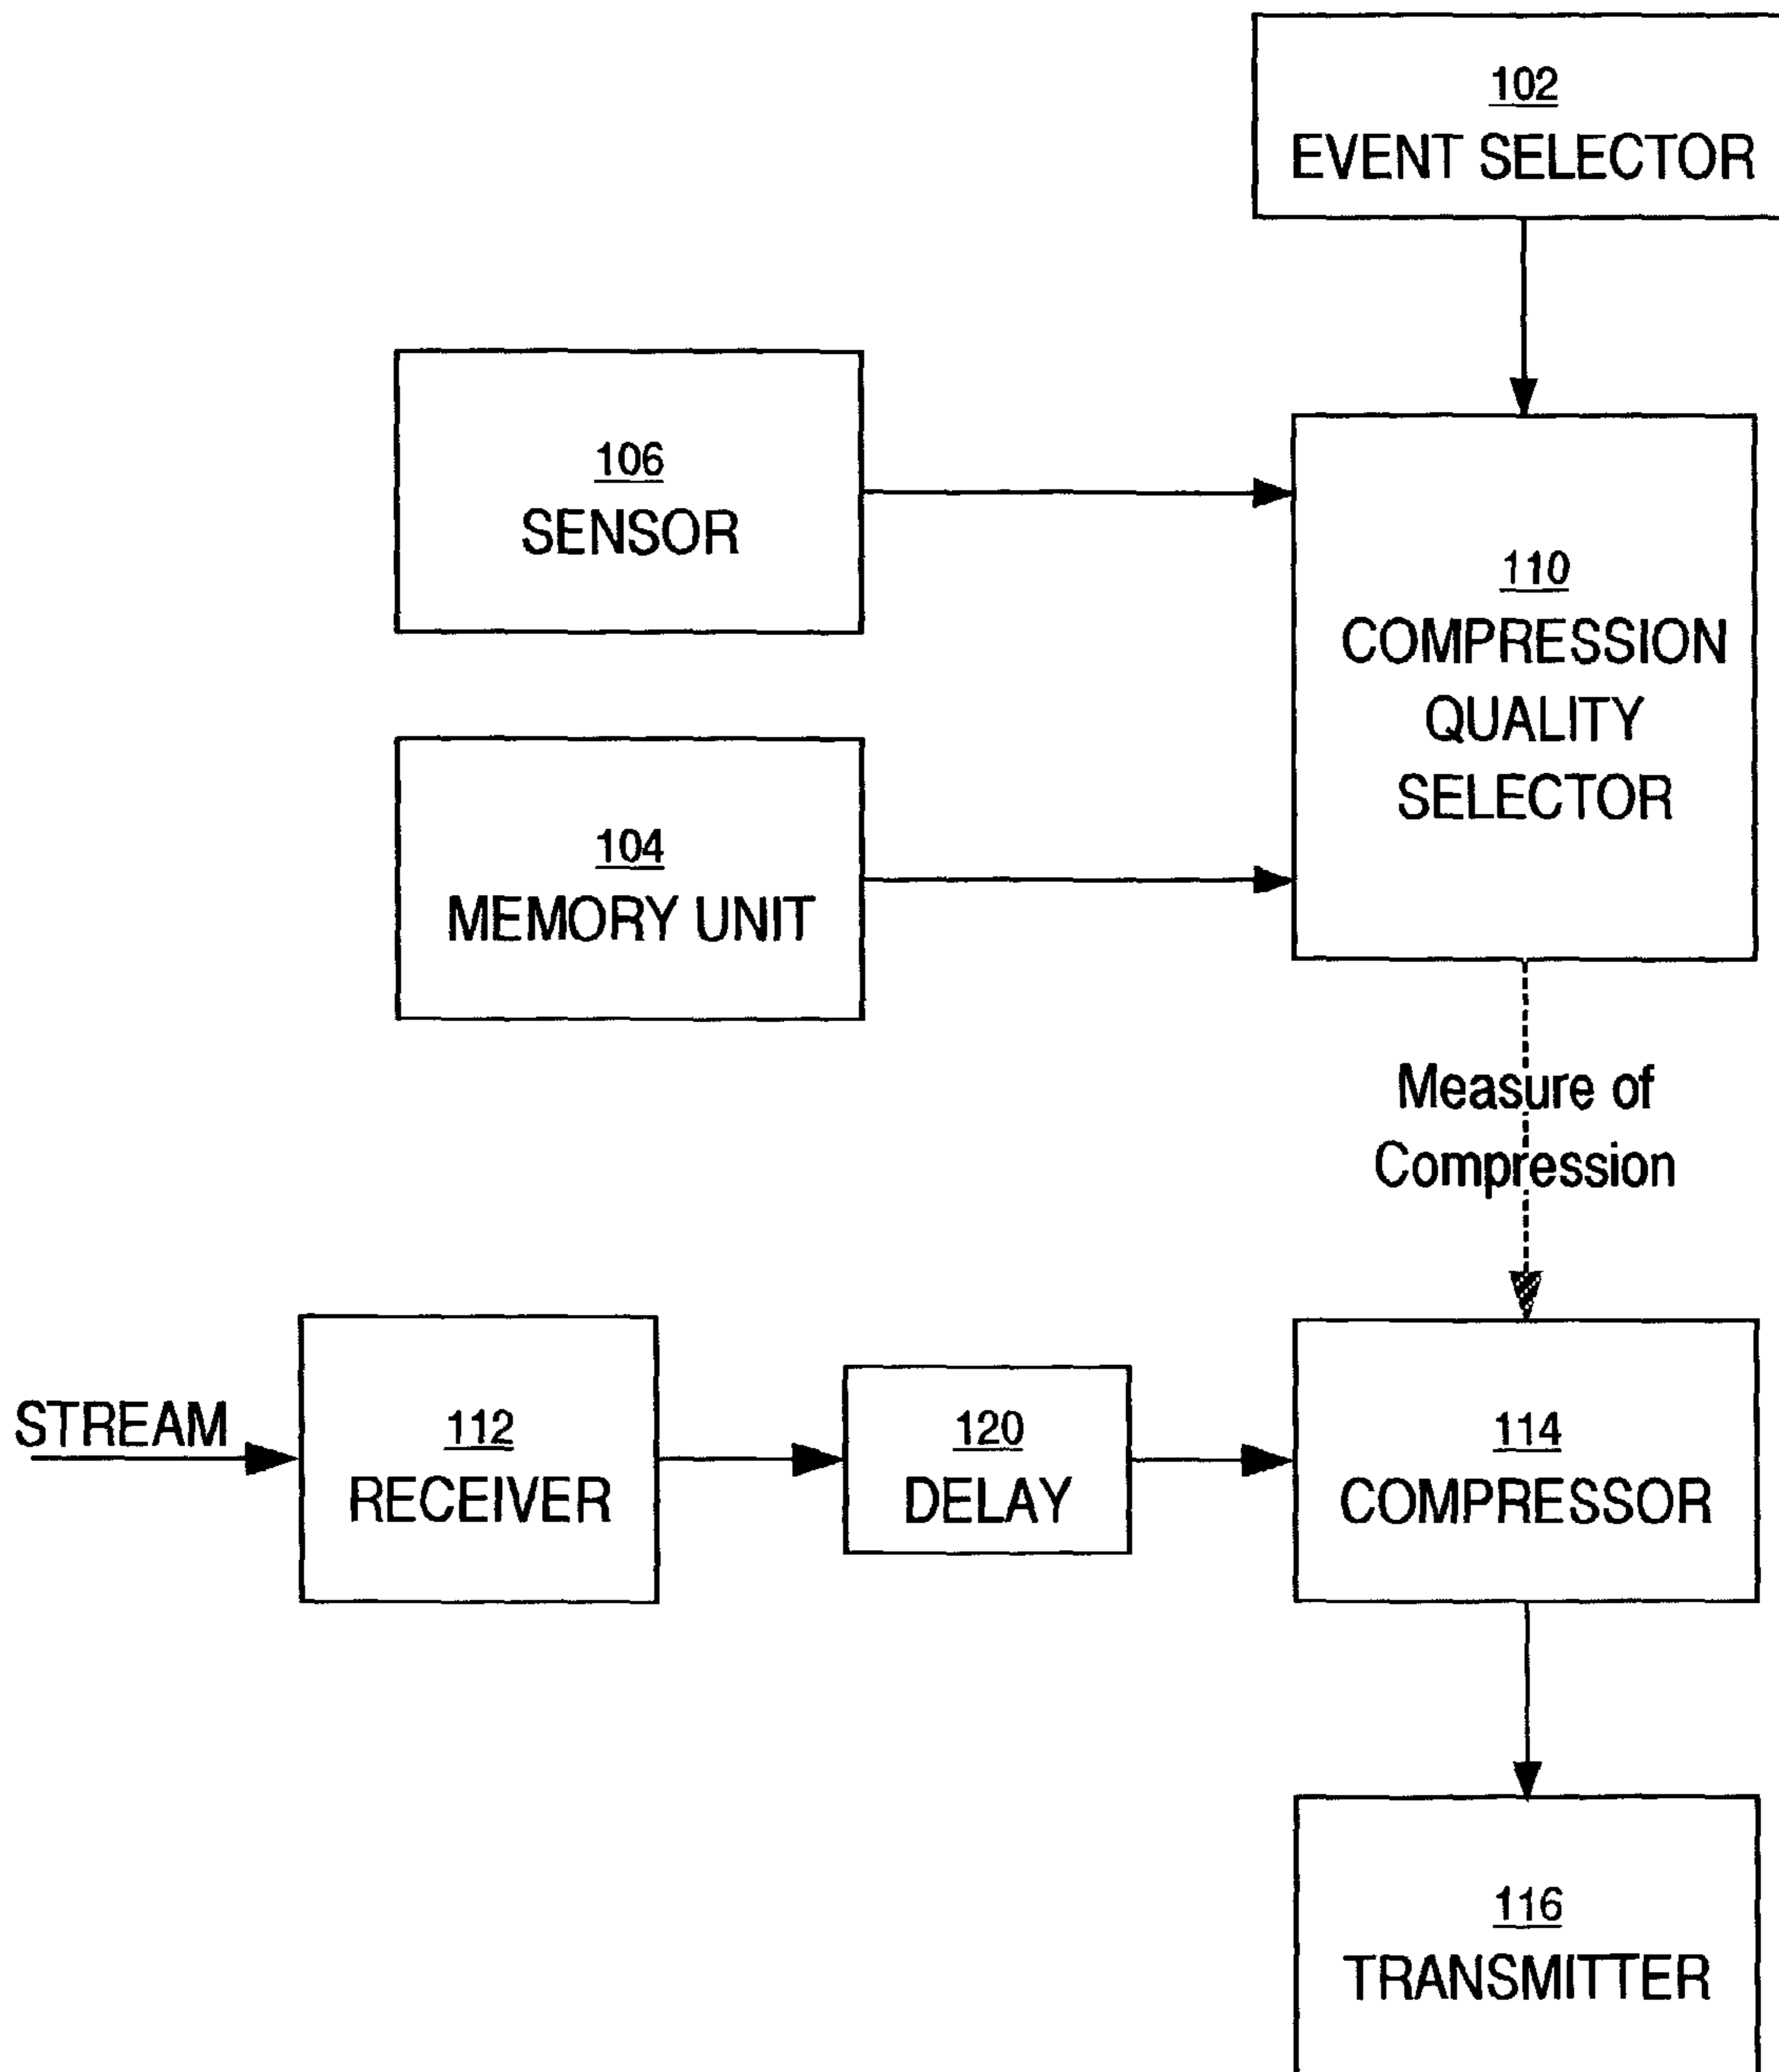 102
EVENT SELECTOR
106
SENSOR
110
COMPRESSION
QUALITY
SELECTOR
104
MEMORY UNIT
Measure of
Compression
STREAM
112
RECEIVER
120
DELAY
114
COMPRESSOR
116
TRANSMITTER